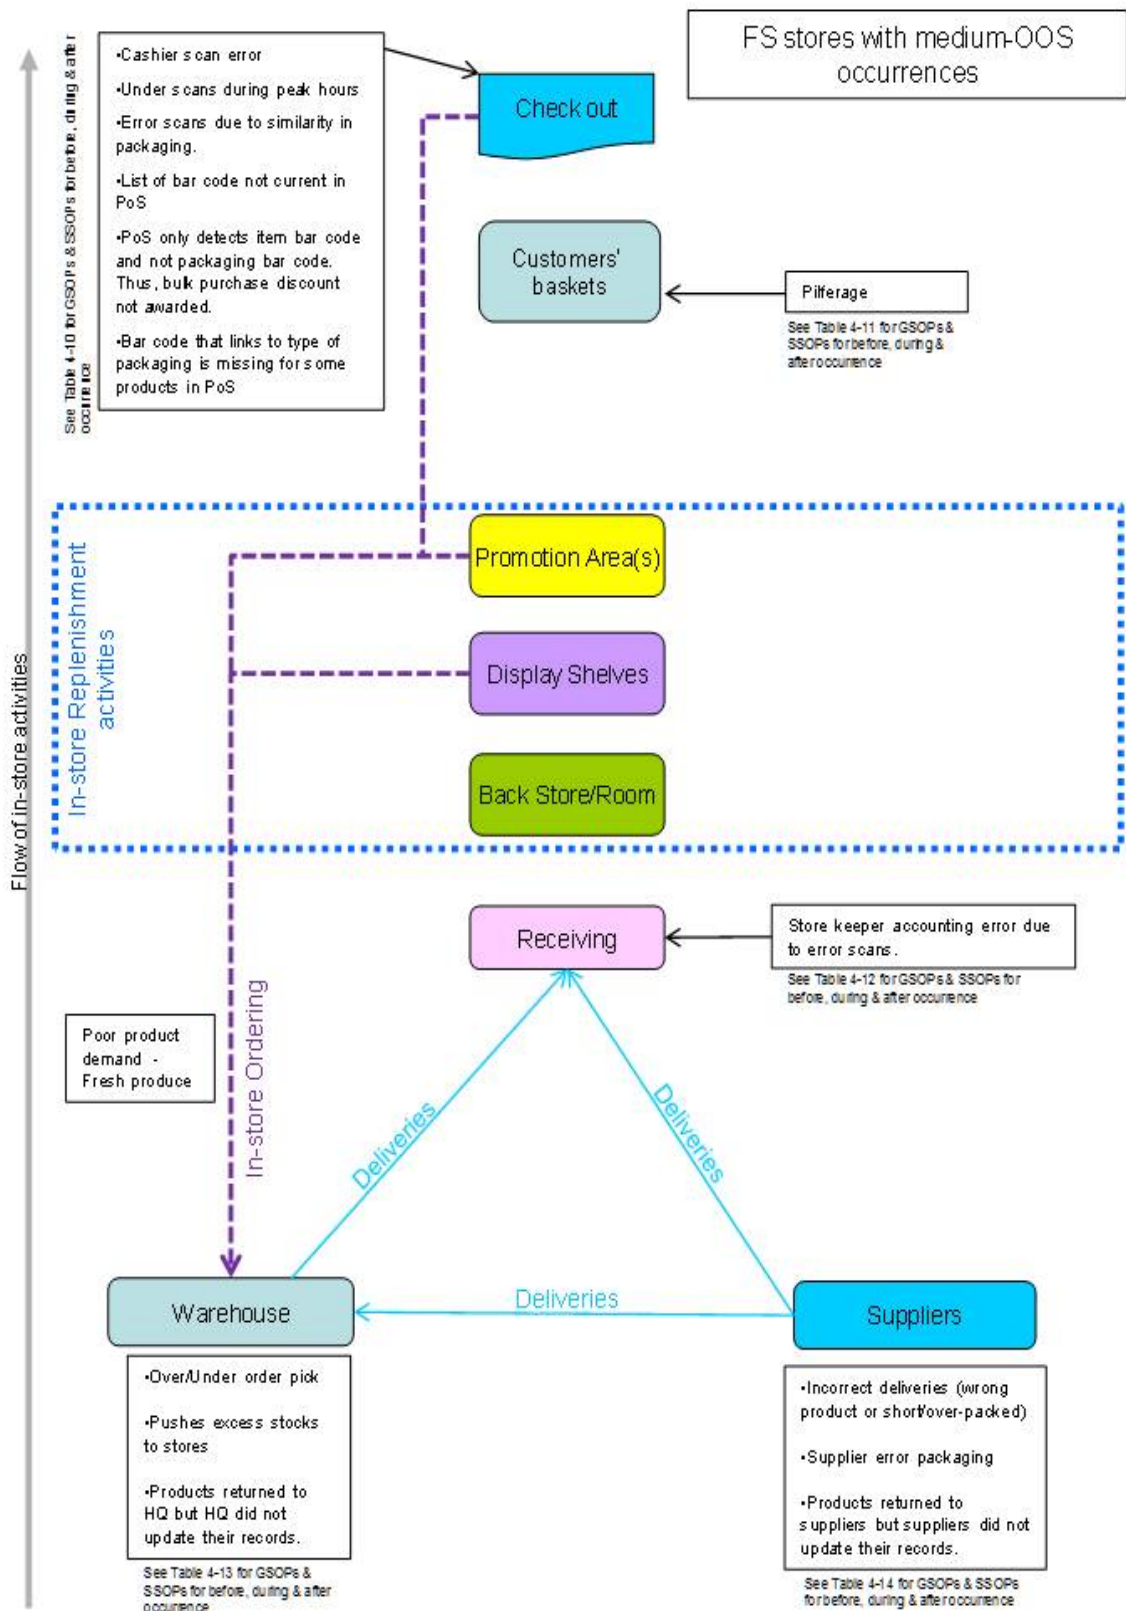 FS stores with medium-OOS
occurrences
•Cashier scan error
•Under scans during peak hours
•Error scans due to similarity in
packaging.
•List of bar code not current in
PoS
•PoS only detects item bar code
and not packaging bar code.
Thus, bulk purchase discount
not awarded.
•Bar code that links to type of
packaging is missing for some
products in PoS
See Table 4-10 for GSOPs & SSOPs for before, during & after
occurrence
Check out
Customers'
baskets
Pilferage
See Table 4-11 for GSOPs &
SSOPs for before, during &
after occurrence
Flow of in-store activities
In-store Replenishment
activities
Promotion Area(s)
Display Shelves
Back Store/Room
Receiving
Store keeper accounting error due
to error scans.
See Table 4-12 for GSOPs & SSOPs for
before, during & after occurrence
Poor product
demand -
Fresh produce
In-store Ordering
Deliveries
Deliveries
Deliveries
Warehouse
Suppliers
•Over/Under order pick
•Pushes excess stocks
to stores
•Products returned to
HQ but HQ did not
update their records.
See Table 4-13 for GSOPs &
SSOPs for before, during & after
occurrence
•Incorrect deliveries (wrong
product or short/over-packed)
•Supplier error packaging
•Products returned to
suppliers but suppliers did not
update their records.
See Table 4-14 for GSOPs & SSOPs
for before, during & after occurrence